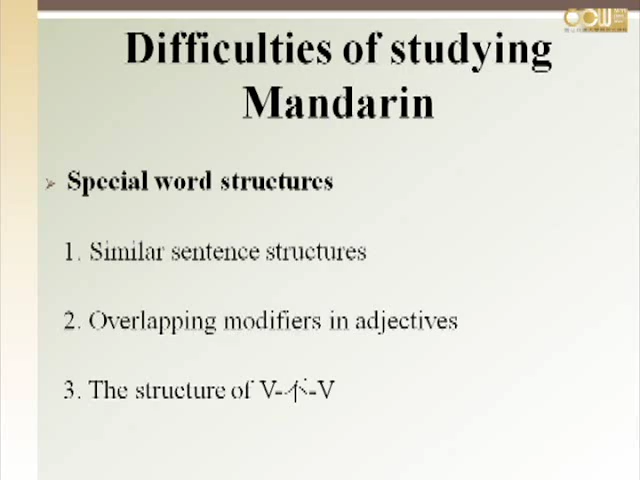 OCW
Difficulties of studying
Mandarin
Special word structures
1. Similar sentence structures
2. Overlapping modifiers in adjectives
3. The structure of V-不-V